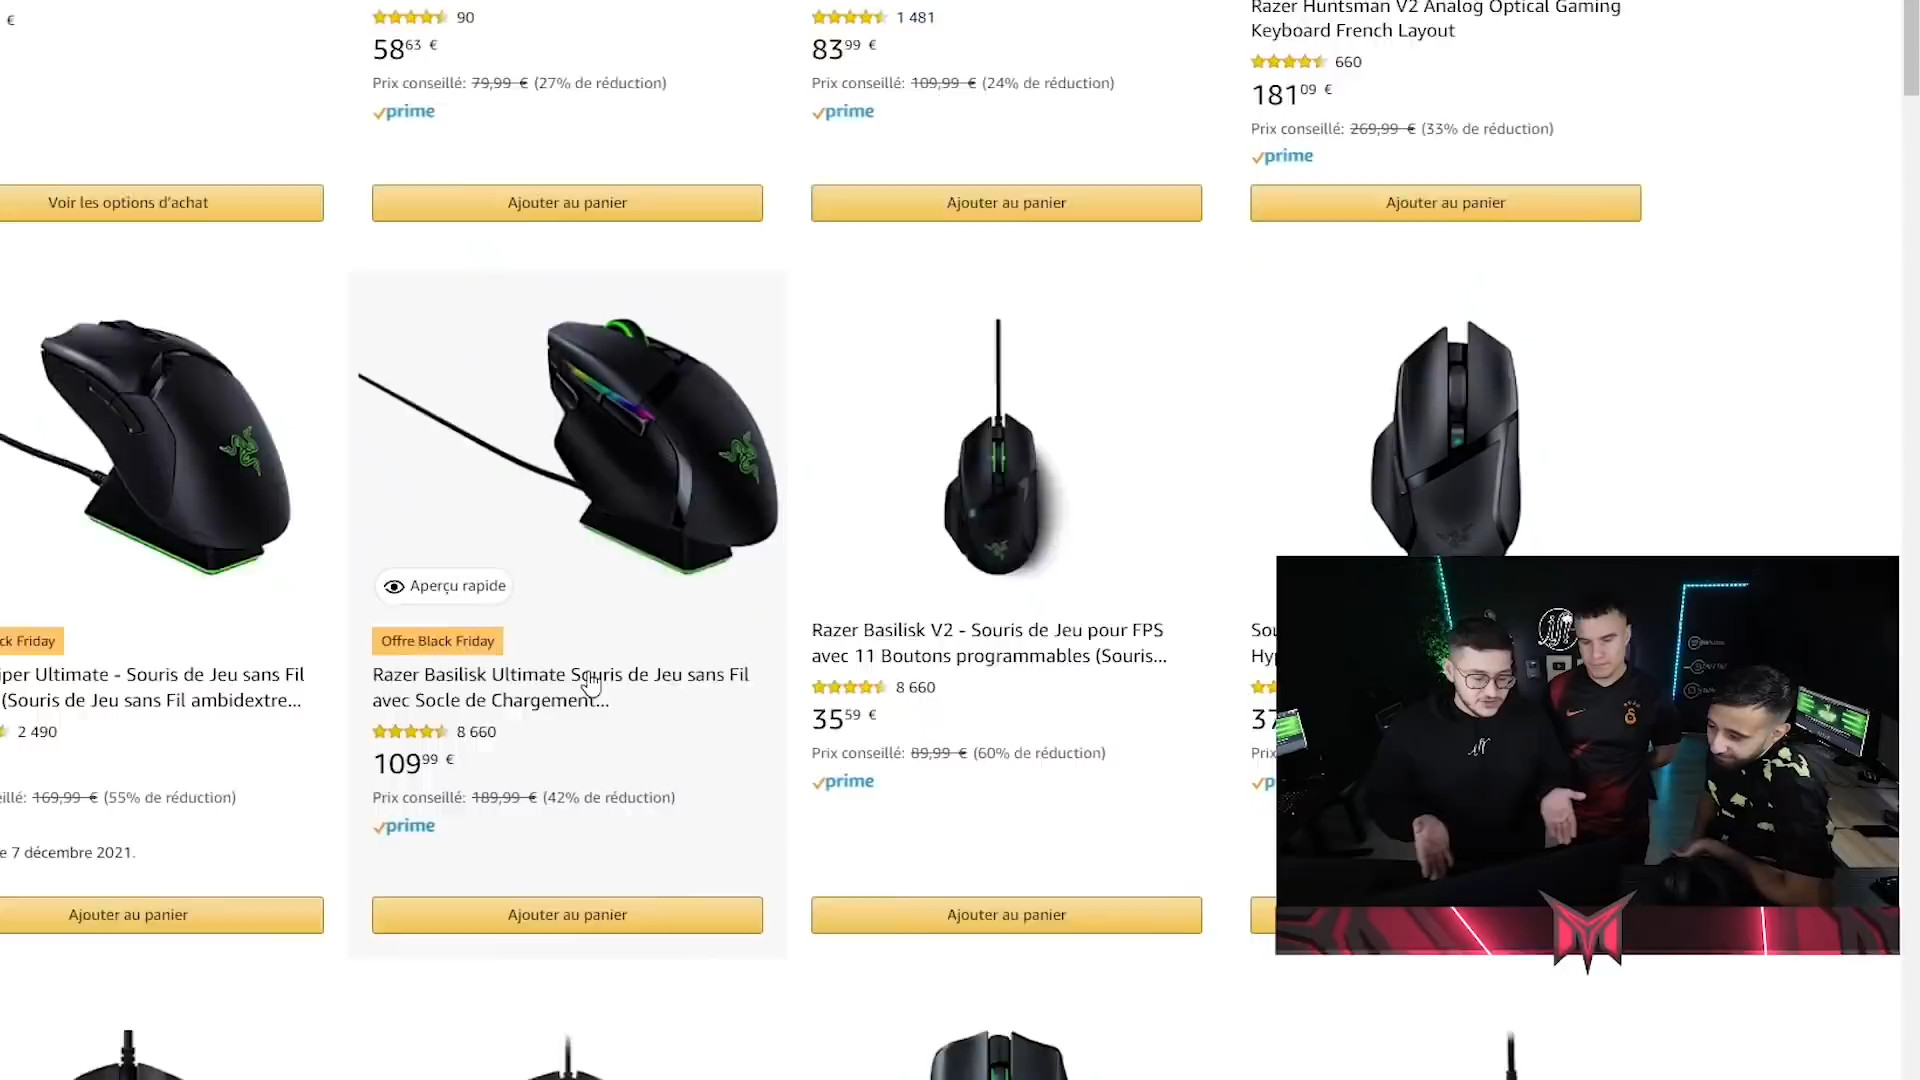 €
90
58⁶³ €
Prix conseillé: 79,99 € (27% de réduction)
prime
1 481
83⁹⁹ €
Prix conseillé: 109,99 € (24% de réduction)
prime
Razer Huntsman V2 Analog Optical Gaming
Keyboard French Layout
660
181⁰⁹ €
Prix conseillé: 269,99 € (33% de réduction)
prime
Voir les options d'achat
Ajouter au panier
Ajouter au panier
Ajouter au panier
ck Friday
iper Ultimate - Souris de Jeu sans Fil
(Souris de Jeu sans Fil ambidextre...
2 490
illé: 169,99 € (55% de réduction)
e 7 décembre 2021.
Ajouter au panier
Aperçu rapide
Offre Black Friday
Razer Basilisk Ultimate Souris de Jeu sans Fil
avec Socle de Chargement...
8 660
109⁹⁹ €
Prix conseillé: 189,99 € (42% de réduction)
prime
Ajouter au panier
Razer Basilisk V2 - Souris de Jeu pour FPS
avec 11 Boutons programmables (Souris...
8 660
35⁵⁹ €
Prix conseillé: 89,99 € (60% de réduction)
prime
Ajouter au panier
Sou
Hyp
37
Prix
p